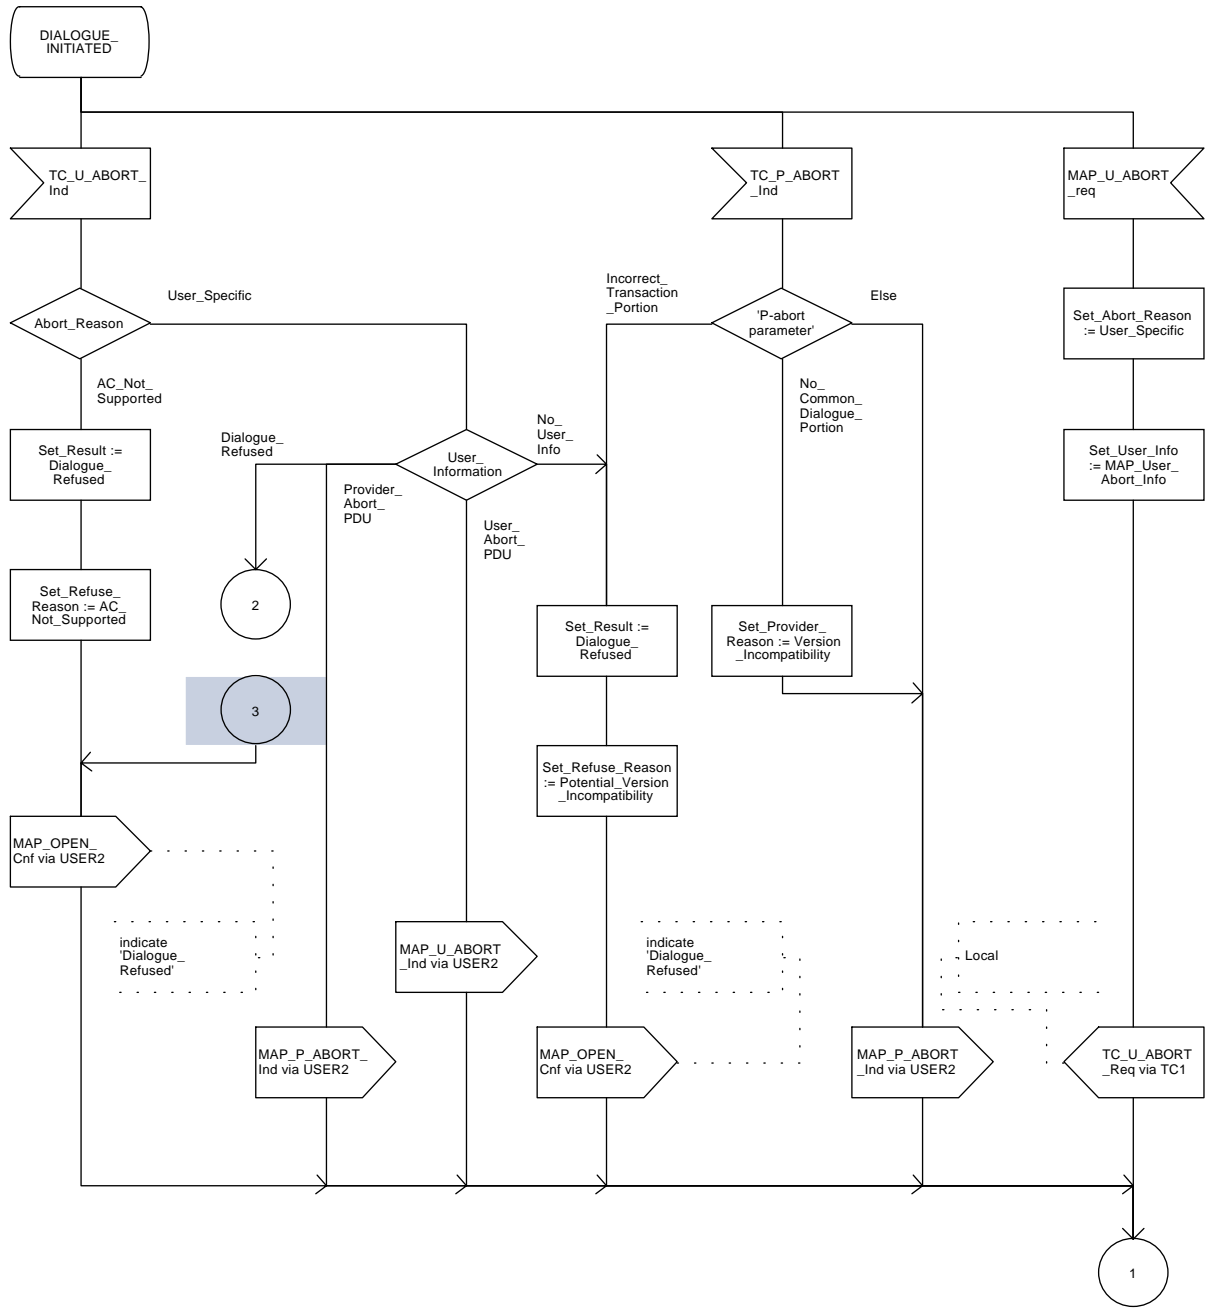 DIALOGUE_
INITIATED
TC_U_ABORT_
Ind
TC_P_ABORT
_Ind
MAP_U_ABORT
_req
Abort_Reason
User_Specific
AC_Not_
Supported
Incorrect_
Transaction
_Portion
'P-abort
parameter'
Else
No_
Common_
Dialogue_
Portion
Set_Abort_Reason
:= User_Specific
Set_Result :=
Dialogue_
Refused
Dialogue_
Refused
Provider_
Abort_
PDU
User_
Information
No_
User_
Info
User_
Abort_
PDU
Set_User_Info
:= MAP_User_
Abort_Info
Set_Refuse_
Reason := AC_
Not_Supported
2
Set_Result :=
Dialogue_
Refused
Set_Provider_
Reason := Version
_Incompatibility
3
Set_Refuse_Reason
:= Potential_Version
_Incompatibility
MAP_OPEN_
Cnf via USER2
indicate
'Dialogue_
Refused'
MAP_U_ABORT
_Ind via USER2
indicate
'Dialogue_
Refused'
Local
MAP_P_ABORT_
Ind via USER2
MAP_OPEN_
Cnf via USER2
MAP_P_ABORT
_Ind via USER2
TC_U_ABORT
_Req via TC1
1